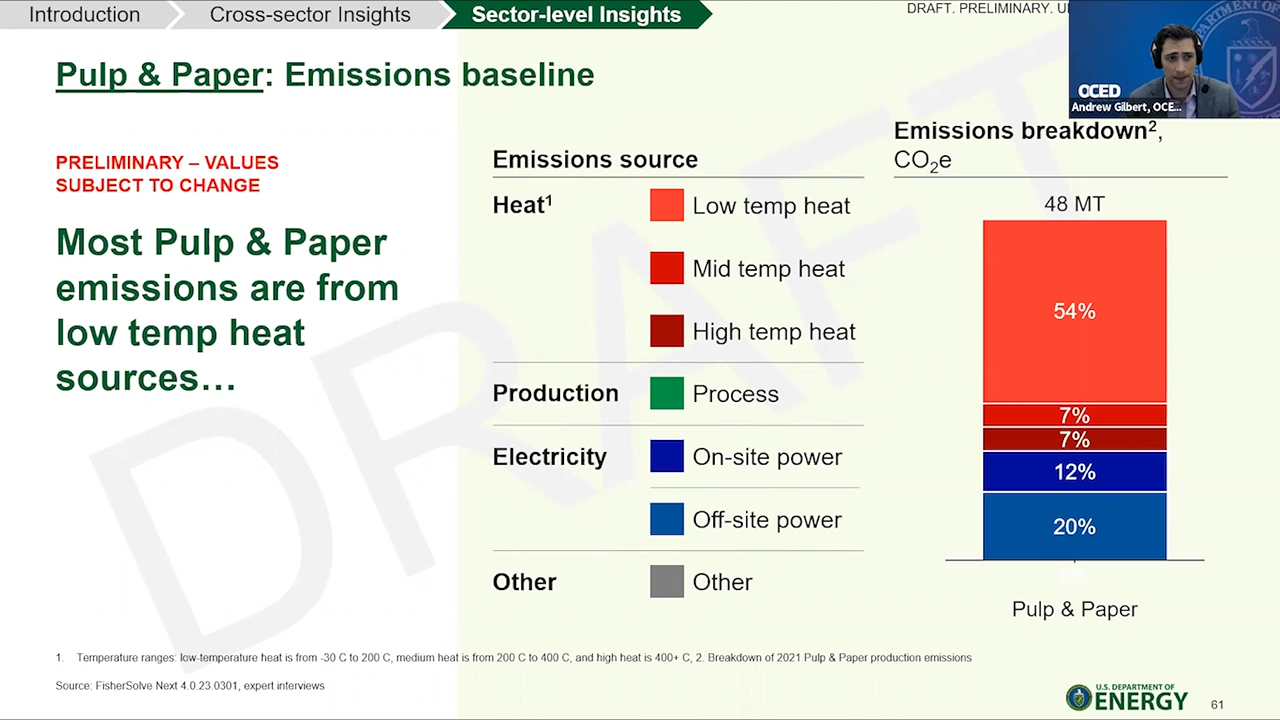 Introduction
Cross-sector Insights
Sector-level Insights
DRAFT. PRELIMINARY.
OCED
Andrew Gilbert, OCE...
Pulp & Paper: Emissions baseline
PRELIMINARY – VALUES
SUBJECT TO CHANGE
Most Pulp & Paper
emissions are from
low temp heat
sources…
Emissions source
Heat¹
Low temp heat
Mid temp heat
High temp heat
Production
Process
Electricity
On-site power
Off-site power
Other
Other
Emissions breakdown²,
CO₂e
48 MT
54%
7%
7%
12%
20%
Pulp & Paper
DRAFT
1. Temperature ranges: low-temperature heat is from -30 C to 200 C, medium heat is from 200 C to 400 C, and high heat is 400+ C, 2. Breakdown of 2021 Pulp & Paper production emissions
Source: FisherSolve Next 4.0.23.0301, expert interviews
U.S. DEPARTMENT OF
ENERGY
61